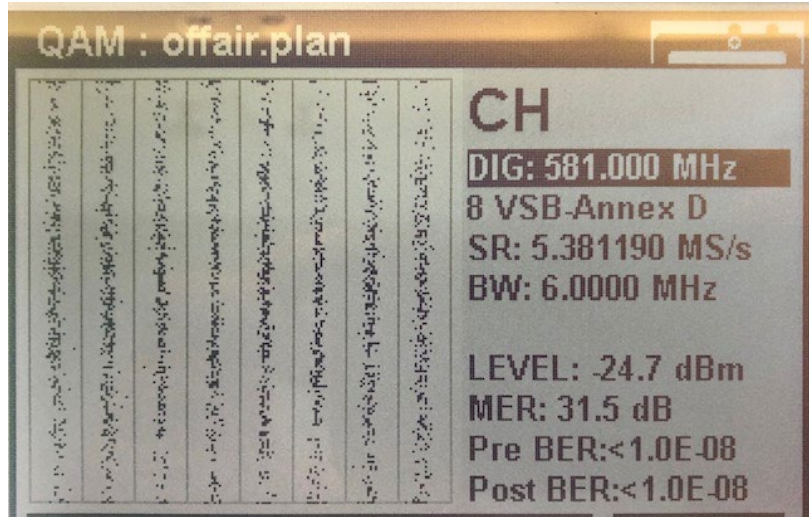 QAM : offair.plan
CH
DIG: 581.000 MHz
8 VSB-Annex D
SR: 5.381190 MS/s
BW: 6.0000 MHz
LEVEL: -24.7 dBm
MER: 31.5 dB
Pre BER:<1.0E-08
Post BER:<1.0E-08